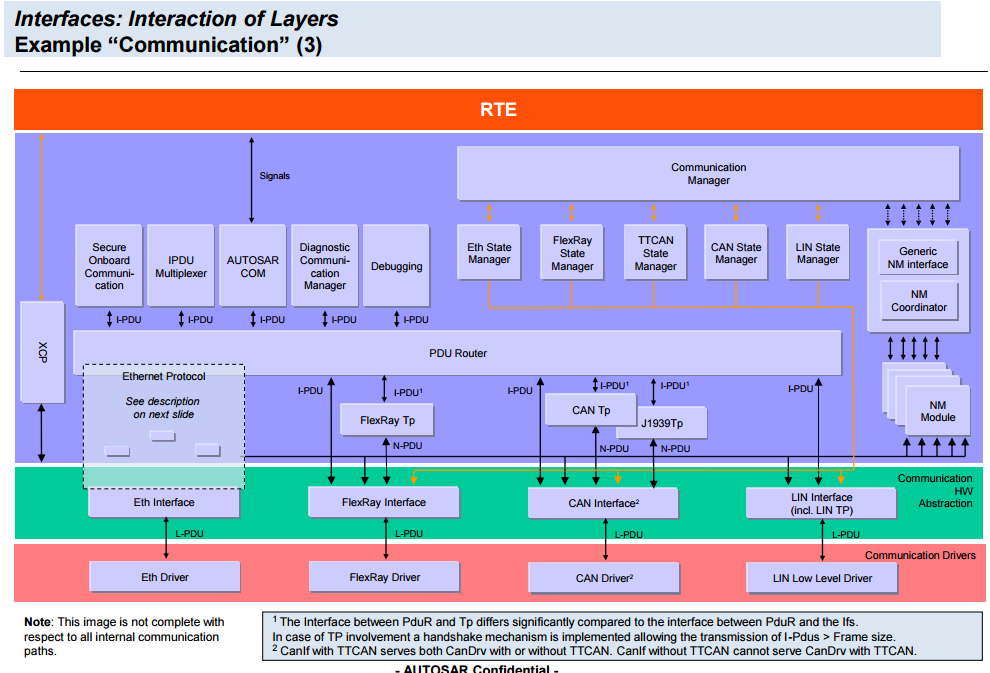 Interfaces: Interaction of Layers
Example “Communication” (3)
RTE
Signals
Communication
Manager
Secure
Onboard
Communi-
cation
IPDU
Multiplexer
AUTOSAR
COM
Diagnostic
Communi-
cation
Manager
Debugging
Eth State
Manager
FlexRay
State
Manager
TTCAN
State
Manager
CAN State
Manager
LIN State
Manager
Generic
NM interface
NM
Coordinator
I-PDU
I-PDU
I-PDU
I-PDU
I-PDU
XCP
PDU Router
Ethernet Protocol
See description
on next slide
I-PDU
I-PDU¹
I-PDU
I-PDU¹
I-PDU¹
I-PDU
FlexRay Tp
CAN Tp
J1939Tp
NM
Module
N-PDU
N-PDU
N-PDU
Communication
HW
Abstraction
Eth Interface
FlexRay Interface
CAN Interface²
LIN Interface
(incl. LIN TP)
L-PDU
L-PDU
L-PDU
L-PDU
Communication Drivers
Eth Driver
FlexRay Driver
CAN Driver²
LIN Low Level Driver
Note: This image is not complete with
respect to all internal communication
paths.
¹ The Interface between PduR and Tp differs significantly compared to the interface between PduR and the Ifs.
In case of TP involvement a handshake mechanism is implemented allowing the transmission of I-Pdus > Frame size.
² CanIf with TTCAN serves both CanDrv with or without TTCAN. CanIf without TTCAN cannot serve CanDrv with TTCAN.
- AUTOSAR Confidential -